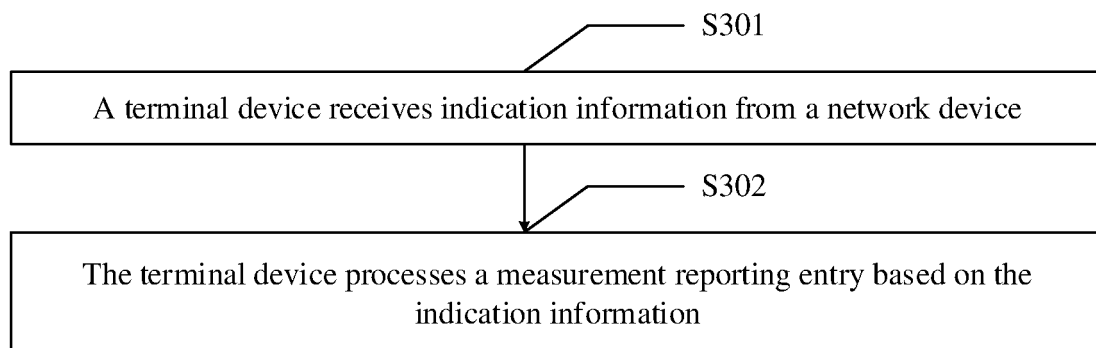 S301
A terminal device receives indication information from a network device
S302
The terminal device processes a measurement reporting entry based on the
indication information